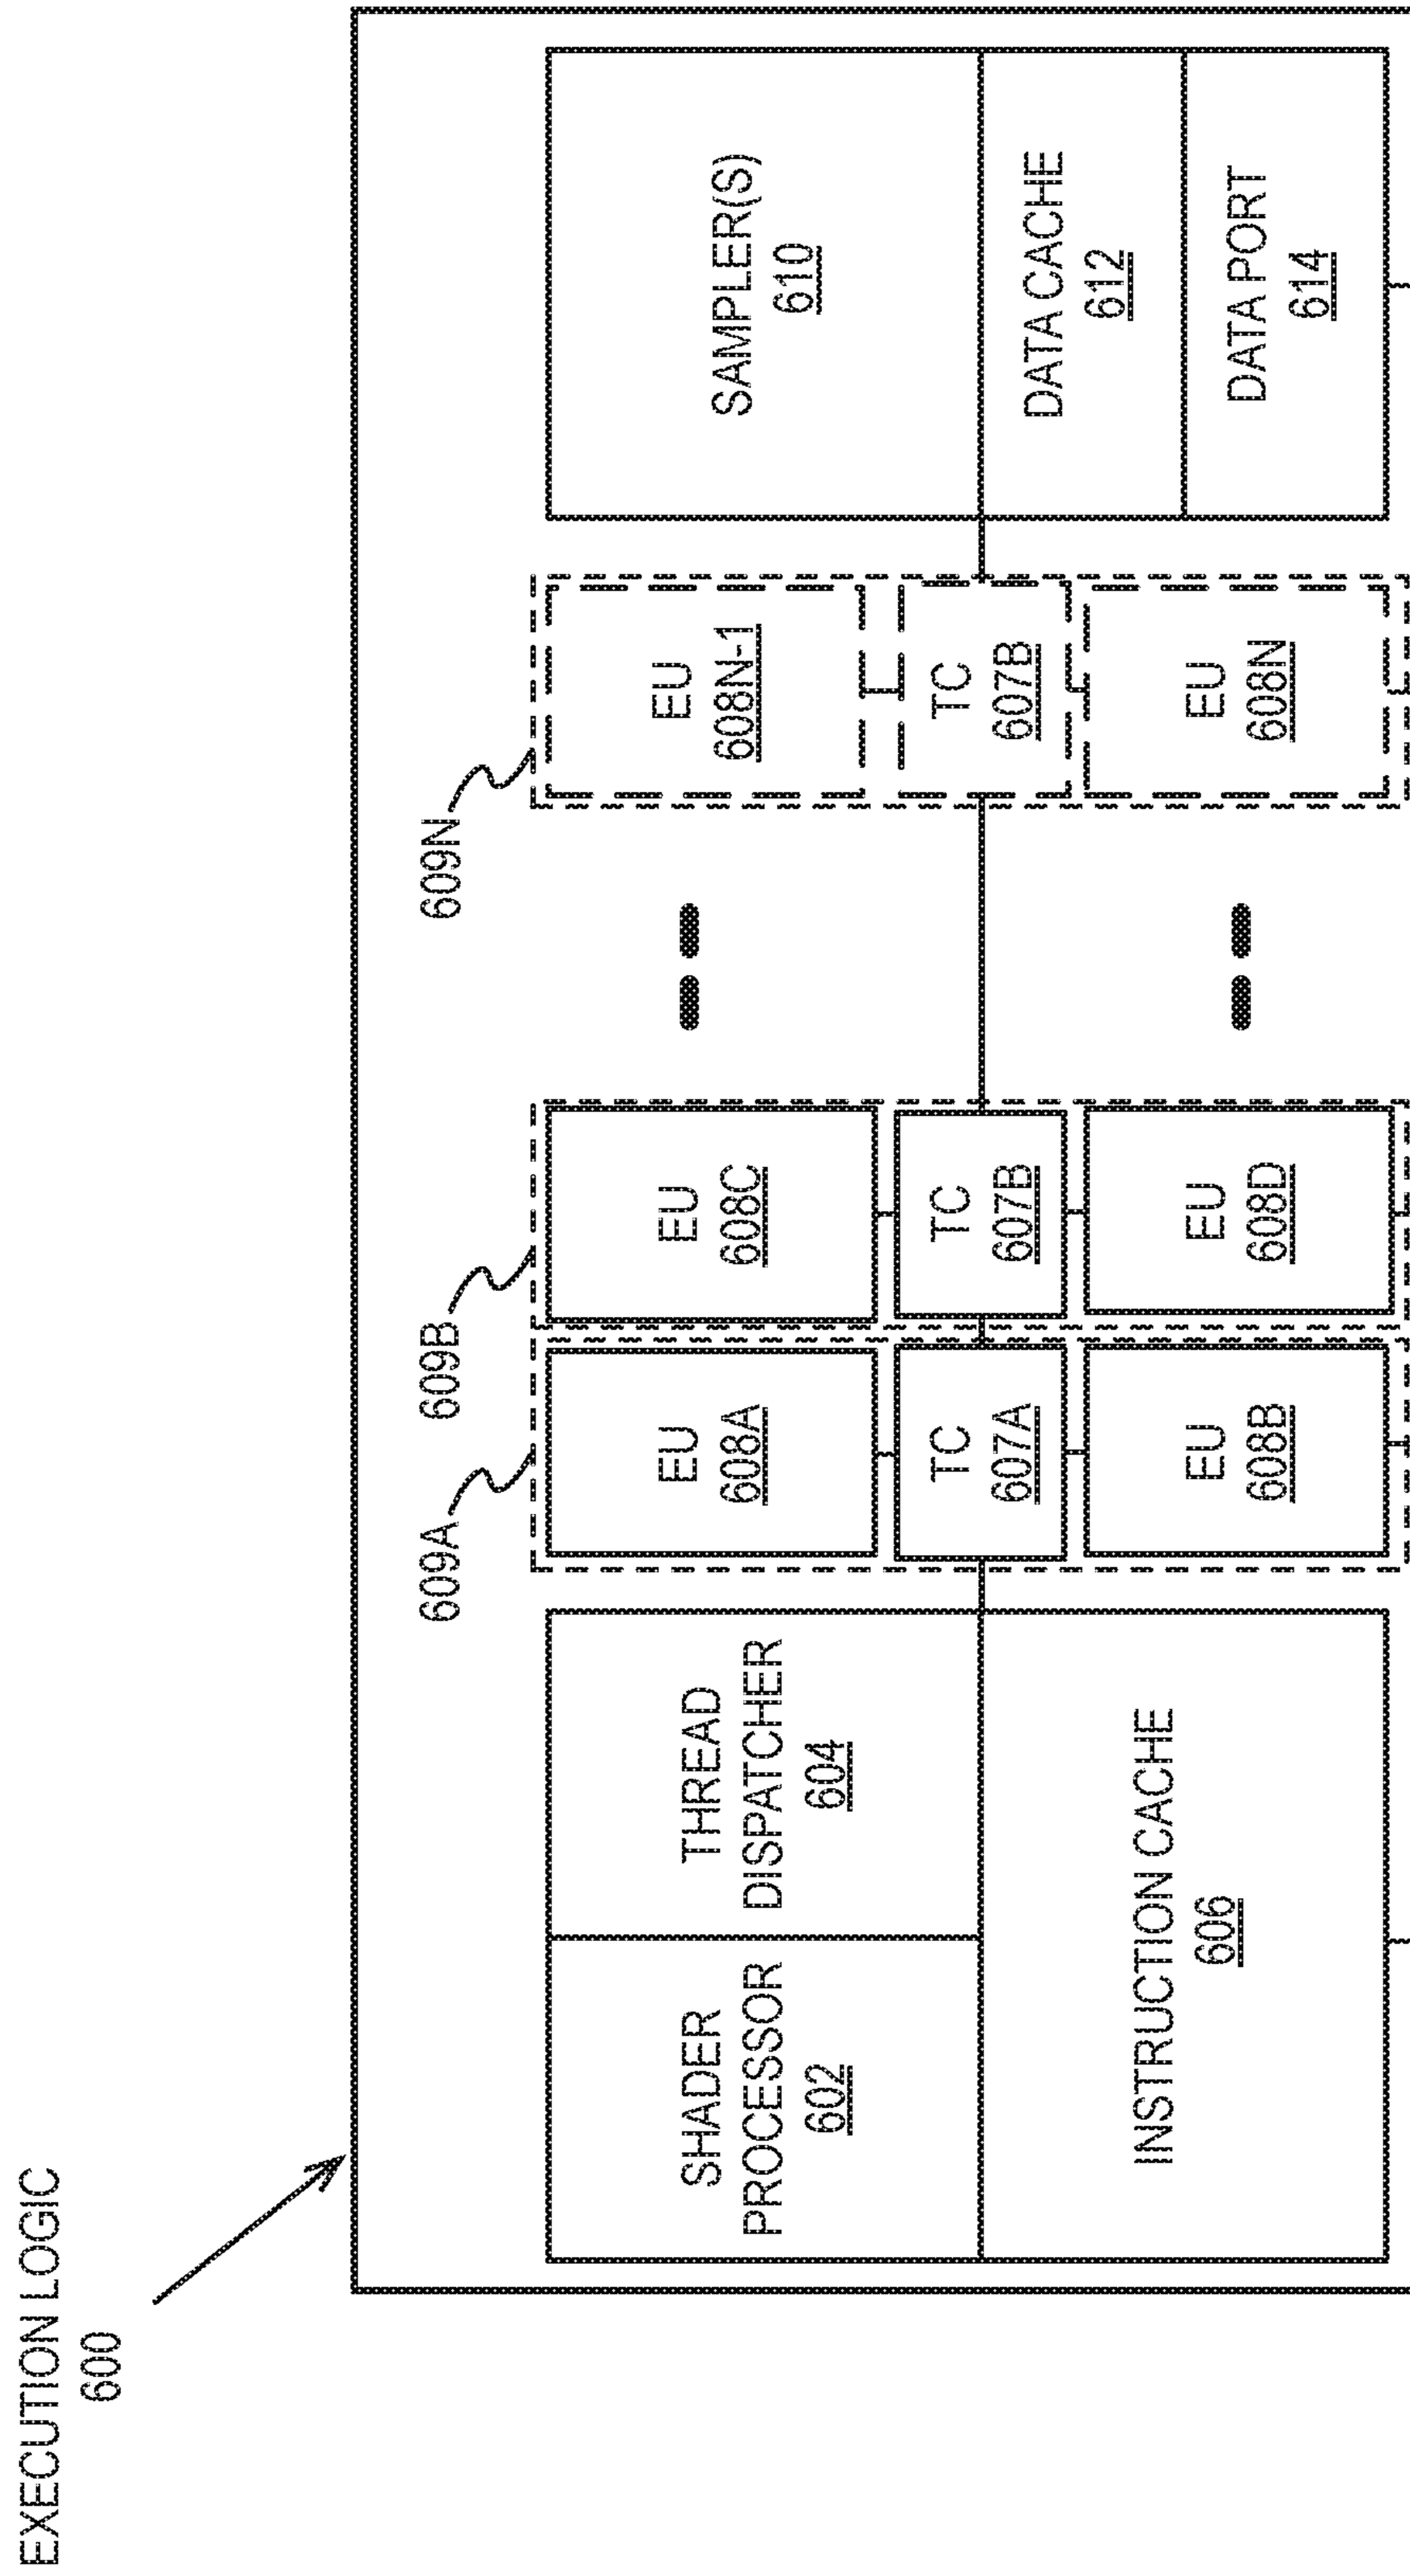 EXECUTION LOGIC
600
609A
609B
609N
SHADER
PROCESSOR
602
THREAD
DISPATCHER
604
INSTRUCTION CACHE
606
EU
608A
TC
607A
EU
608B
EU
608C
TC
607B
EU
608D
EU
608N-1
TC
607B
EU
608N
SAMPLER(S)
610
DATA CACHE
612
DATA PORT
614